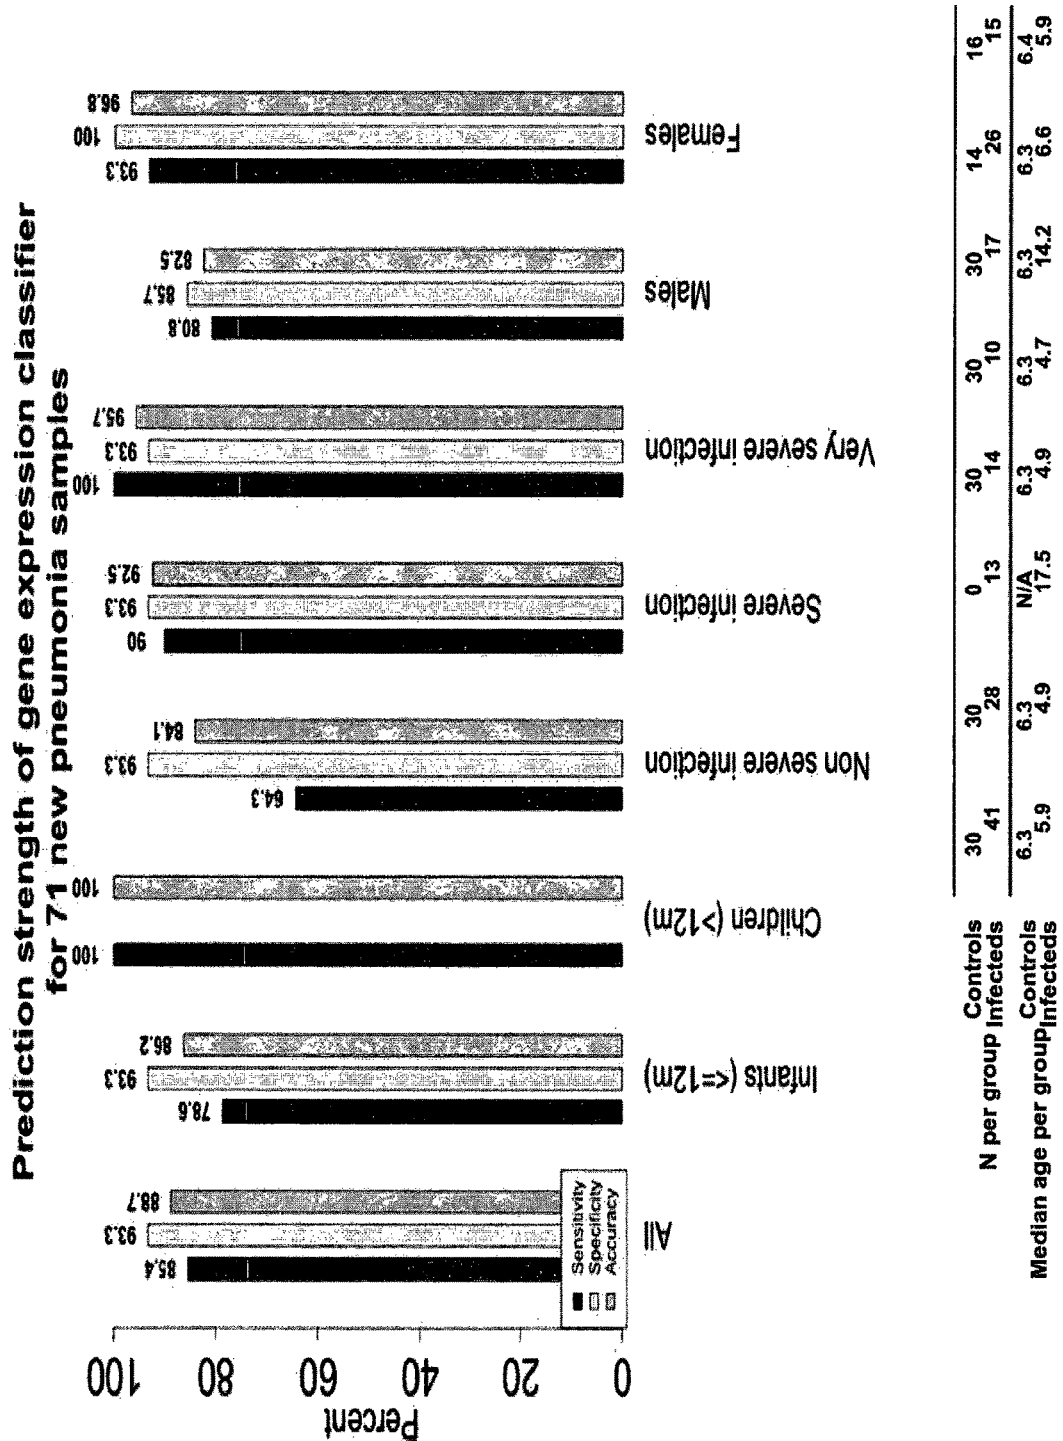 Prediction strength of gene expression classifier
for 71 new pneumonia samples
Percent
100
80
60
40
20
0
Sensitivity
Specificity
Accuracy
85.4 93.3 88.7
78.6 93.3 86.2
100 100
64.3 93.3 84.1
90 93.3 92.5
100 93.3 95.7
80.8 85.7 82.5
93.3 100 96.8
All
Infants (<=12m)
Children (>12m)
Non severe infection
Severe infection
Very severe infection
Males
Females
Controls 30 30 0 30 30 30 14 16
N per group Infecteds 41 28 13 14 10 17 26 15
Controls 6.3 6.3 N/A 6.3 6.3 6.3 6.3 6.4
Median age per group Infecteds 5.9 4.9 17.5 4.9 4.7 14.2 6.6 5.9